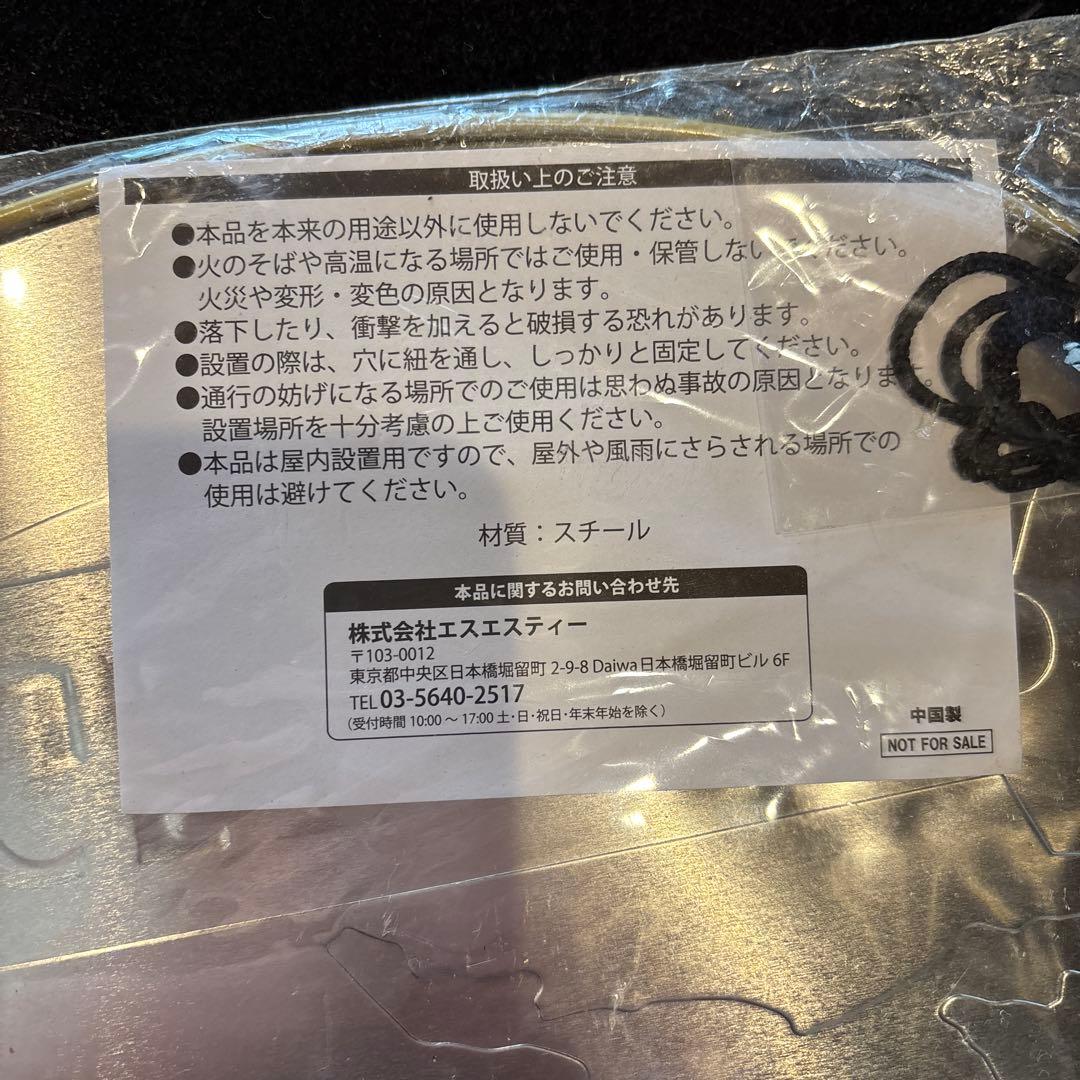 取扱い上のご注意
●本品を本来の用途以外に使用しないでください。
●火のそばや高温になる場所ではご使用・保管しないでください。
火災や変形・変色の原因となります。
●落下したり、衝撃を加えると破損する恐れがあります。
●設置の際は、穴に紐を通し、しっかりと固定してください。
●通行の妨げになる場所でのご使用は思わぬ事故の原因となります。
設置場所を十分考慮の上ご使用ください。
●本品は屋内設置用ですので、屋外や風雨にさらされる場所での
使用は避けてください。
材質：スチール
本品に関するお問い合わせ先
株式会社エスエスティー
〒103-0012
東京都中央区日本橋堀留町 2-9-8 Daiwa日本橋堀留町ビル 6F
TEL 03-5640-2517
（受付時間 10:00 〜 17:00 土・日・祝日・年末年始を除く）
中国製
NOT FOR SALE